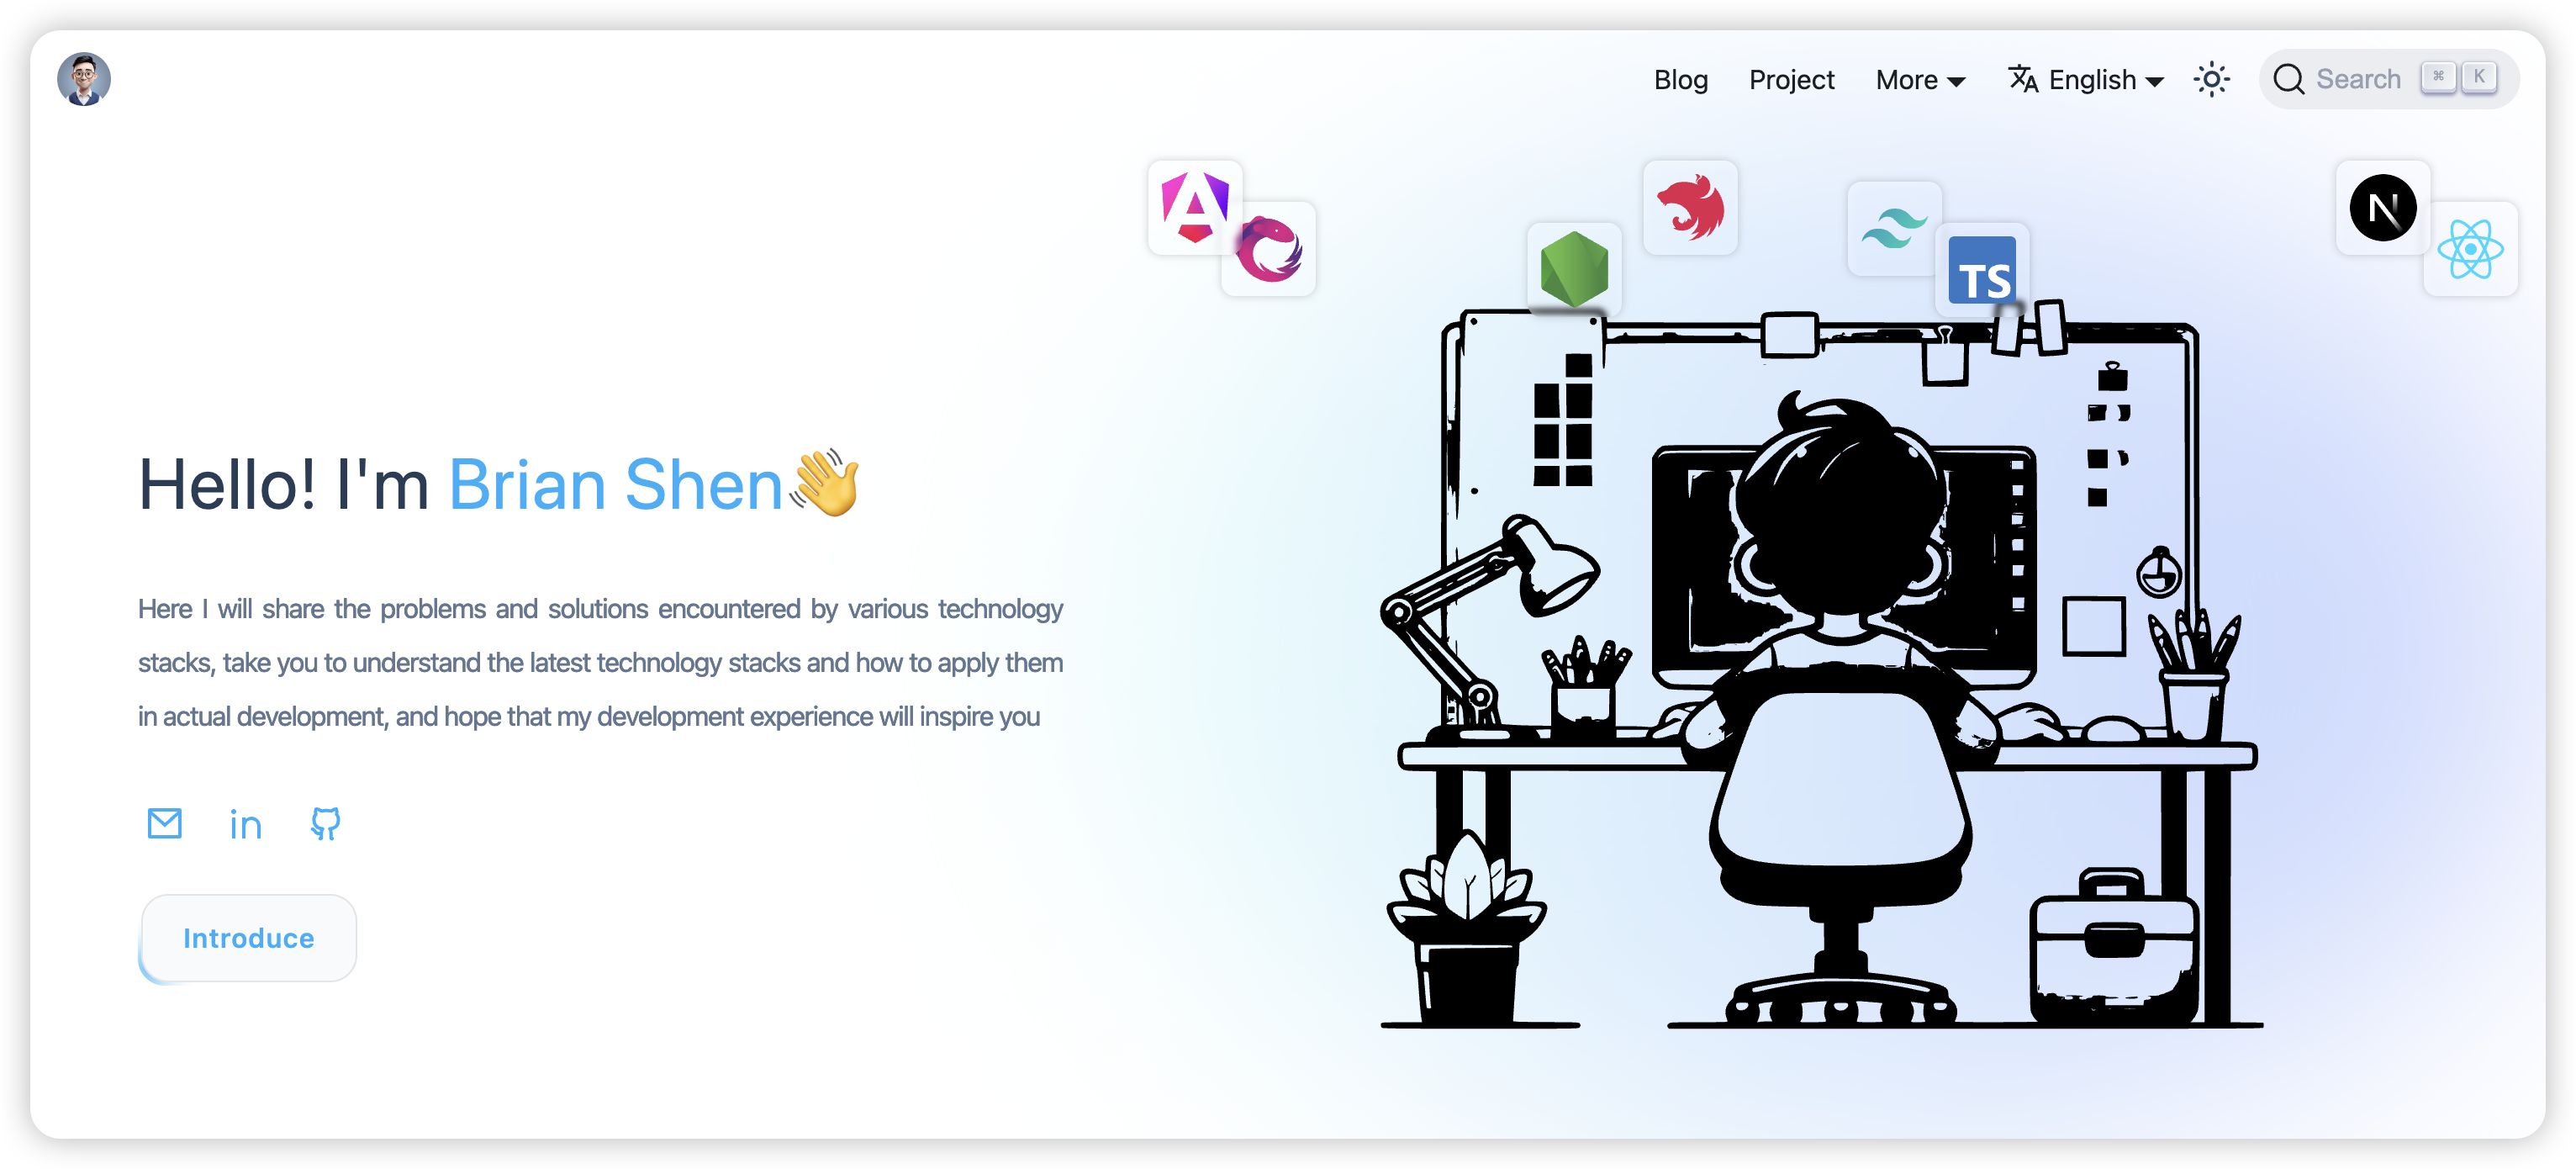 Blog Project More English Search ⌘ K
N
TS
Hello! I'm Brian Shen👋
Here I will share the problems and solutions encountered by various technology
stacks, take you to understand the latest technology stacks and how to apply them
in actual development, and hope that my development experience will inspire you
in
Introduce